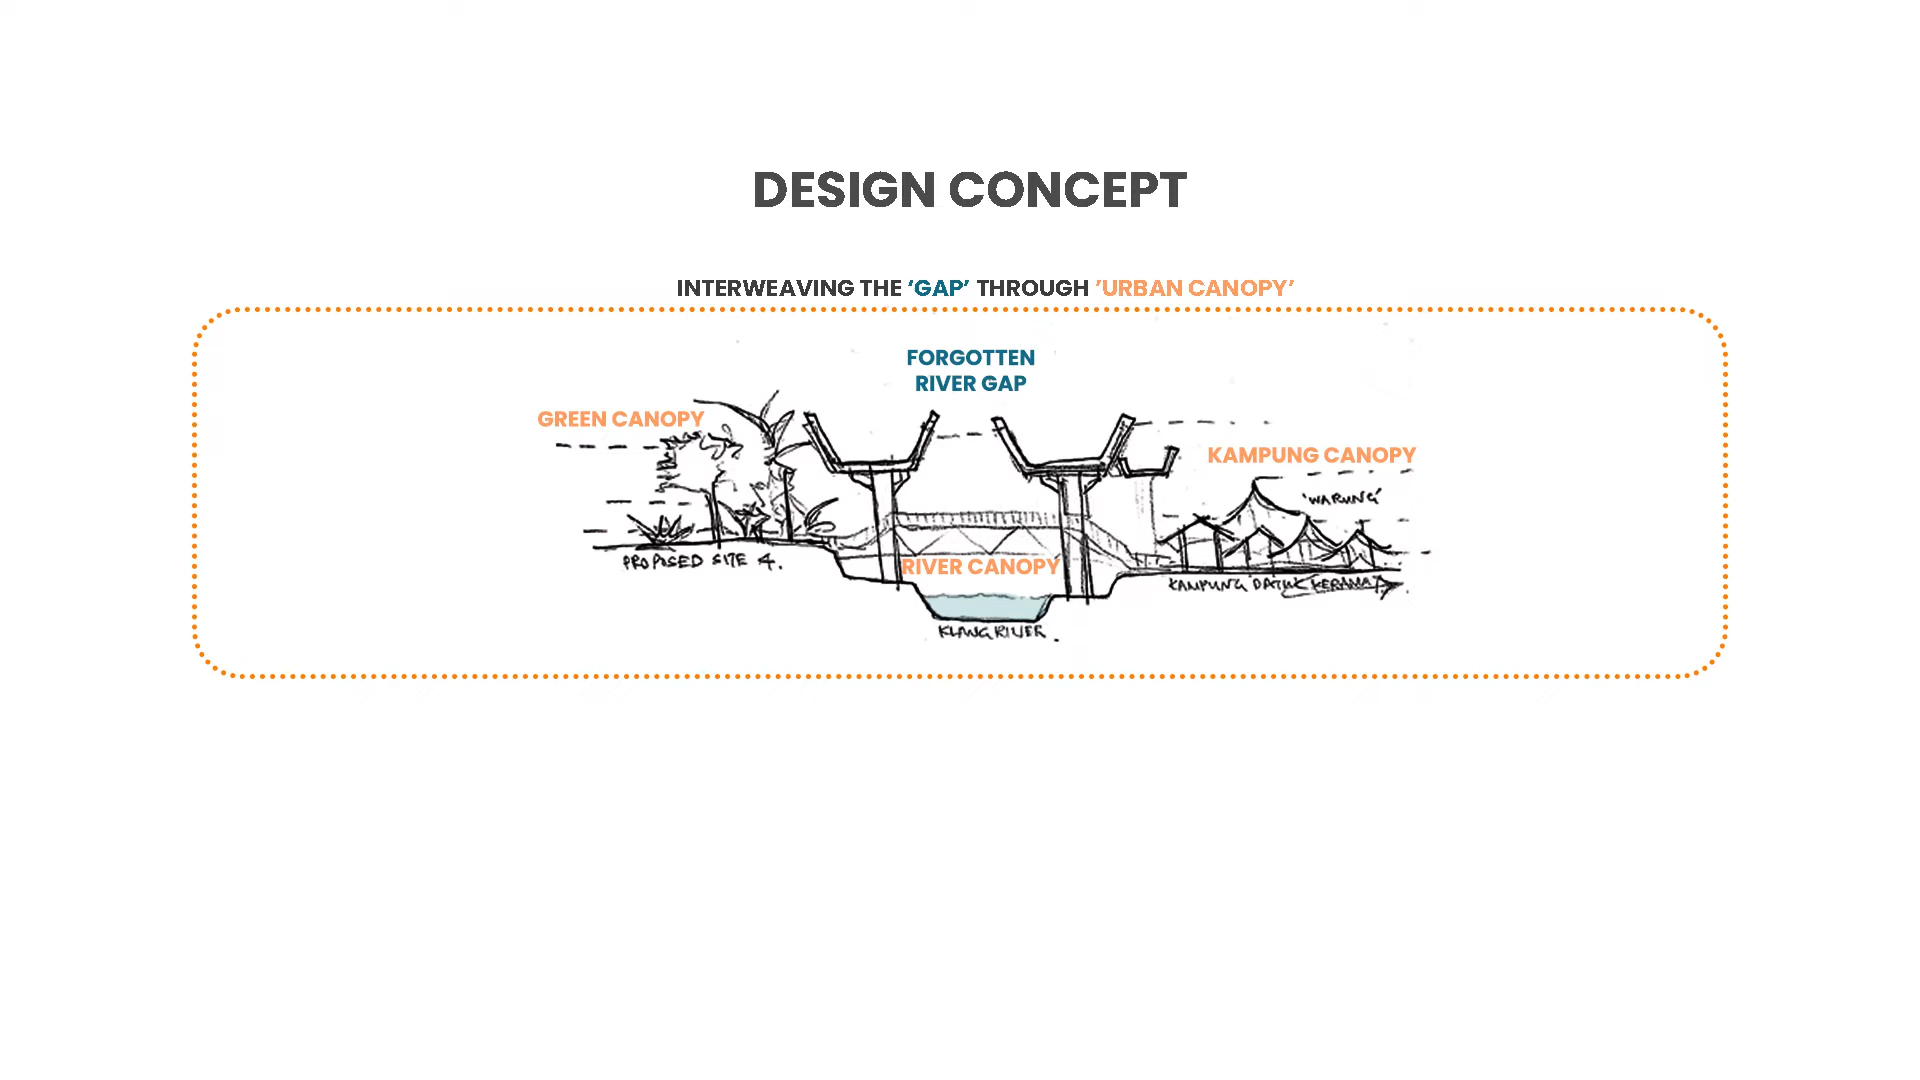 DESIGN CONCEPT
INTERWEAVING THE ‘GAP’ THROUGH ’URBAN CANOPY’
FORGOTTEN
RIVER GAP
GREEN CANOPY
KAMPUNG CANOPY
'WARUNG'
PROPOSED SITE 4.
RIVER CANOPY
KAMPUNG DATUK KERAMAT
KLANG RIVER.